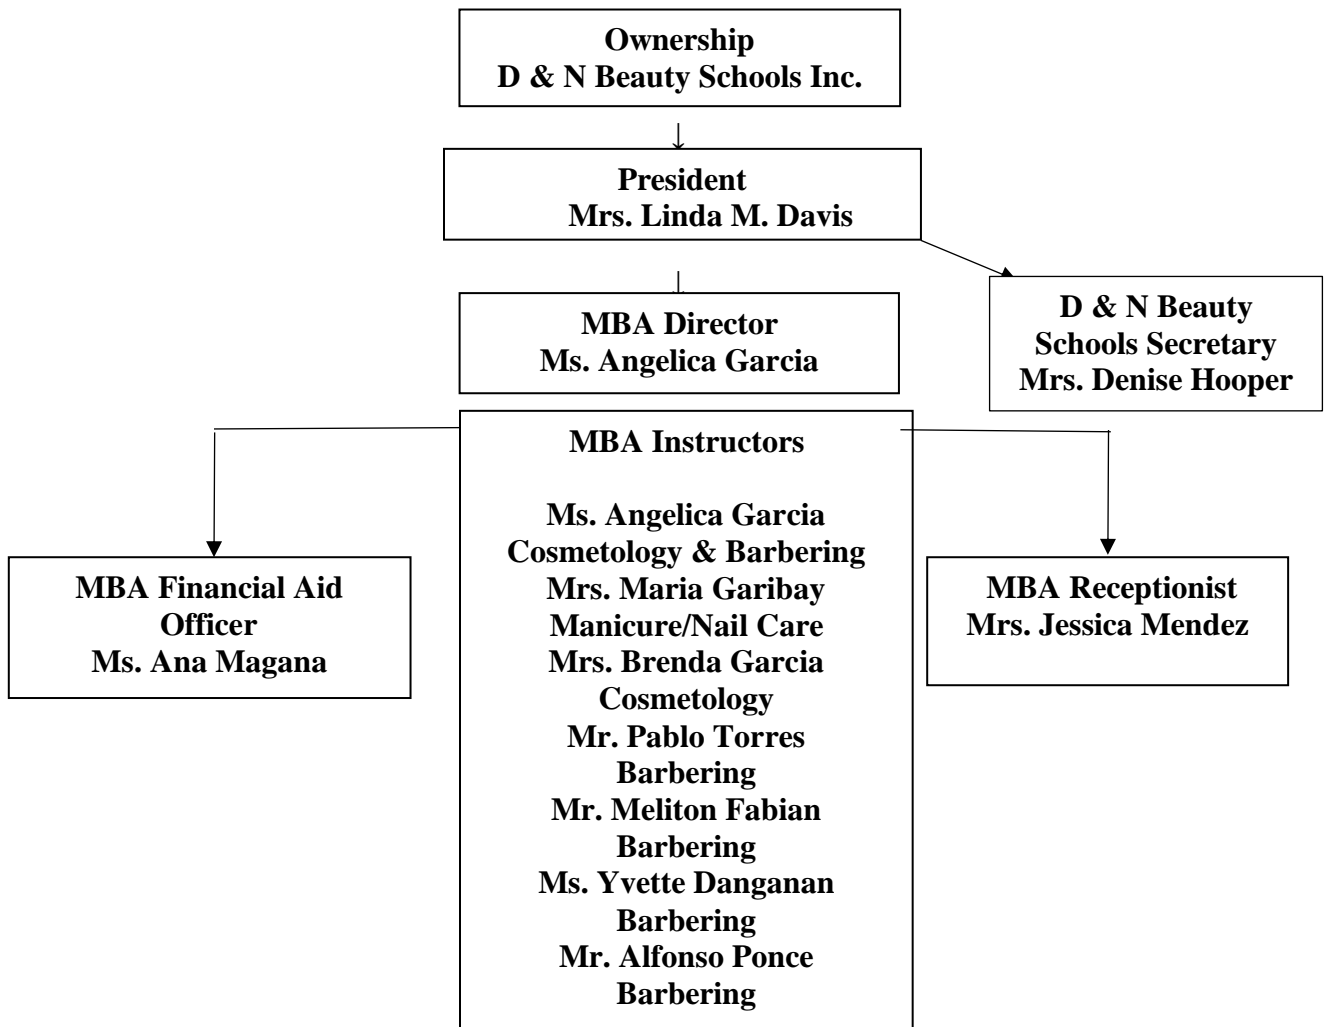 Ownership
D & N Beauty Schools Inc.
President
Mrs. Linda M. Davis
MBA Director
Ms. Angelica Garcia
D & N Beauty
Schools Secretary
Mrs. Denise Hooper
MBA Instructors
Ms. Angelica Garcia
Cosmetology & Barbering
Mrs. Maria Garibay
Manicure/Nail Care
Mrs. Brenda Garcia
Cosmetology
Mr. Pablo Torres
Barbering
Mr. Meliton Fabian
Barbering
Ms. Yvette Danganan
Barbering
Mr. Alfonso Ponce
Barbering
MBA Financial Aid
Officer
Ms. Ana Magana
MBA Receptionist
Mrs. Jessica Mendez